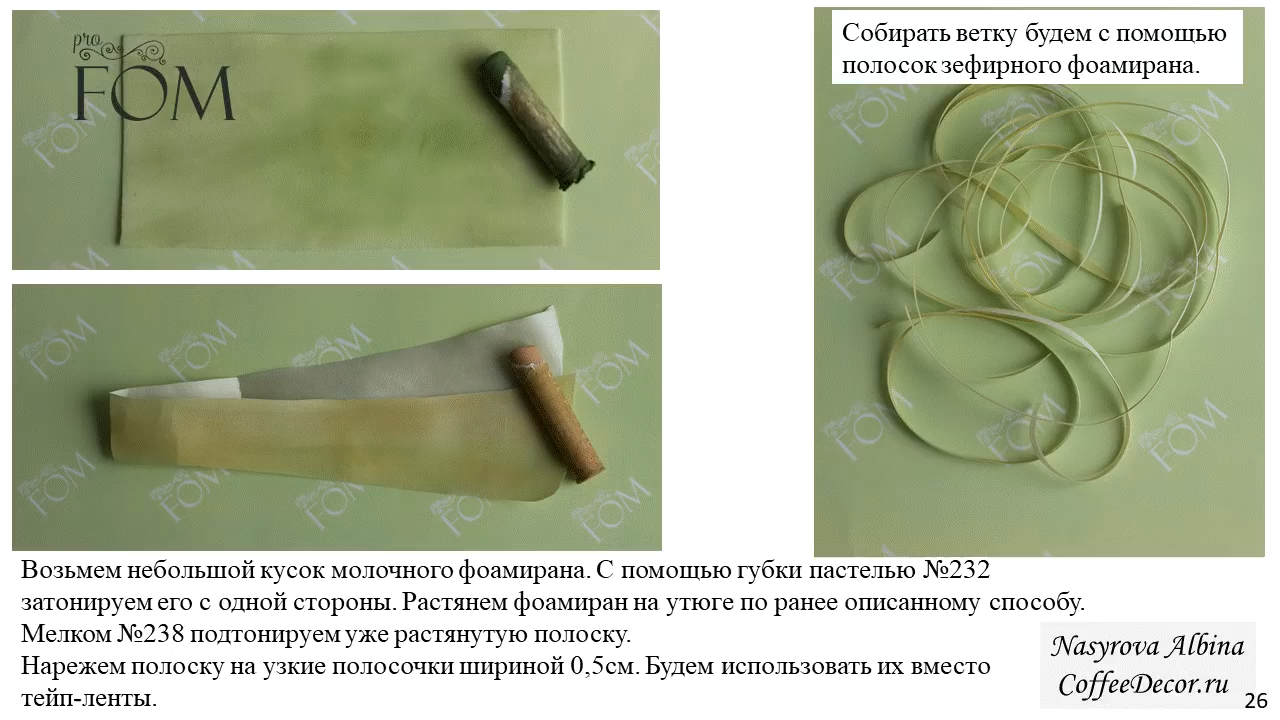 pro
FOM
Собирать ветку будем с помощью
полосок зефирного фоамирана.
Возьмем небольшой кусок молочного фоамирана. С помощью губки пастелью №232
затонируем его с одной стороны. Растянем фоамиран на утюге по ранее описанному способу.
Мелком №238 подтонируем уже растянутую полоску.
Нарежем полоску на узкие полосочки шириной 0,5см. Будем использовать их вместо
тейп-ленты.
Nasyrova Albina
CoffeeDecor.ru
26